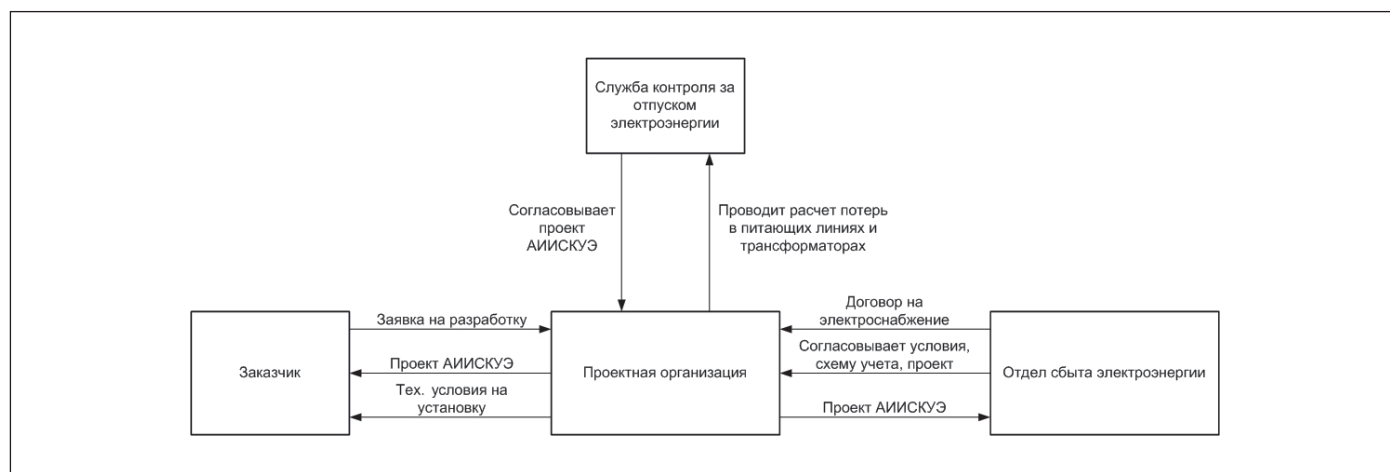 Служба контроля за
отпуском
электроэнергии
Согласовывает
проект
АИИСКУЭ
Проводит расчет потерь
в питающих линиях и
трансформаторах
Заказчик
Заявка на разработку
Проект АИИСКУЭ
Тех. условия на
установку
Проектная организация
Договор на
электроснабжение
Согласовывает условия,
схему учета, проект
Проект АИИСКУЭ
Отдел сбыта электроэнергии